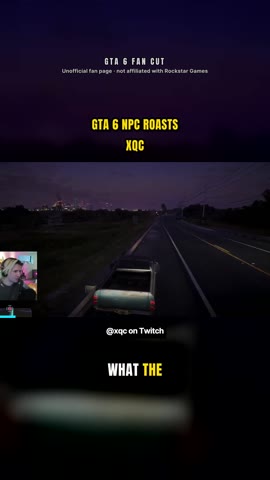 GTA 6 FAN CUT
Unofficial fan page · not affiliated with Rockstar Games
GTA 6 NPC ROASTS
XQC
@xqc on Twitch
WHAT THE